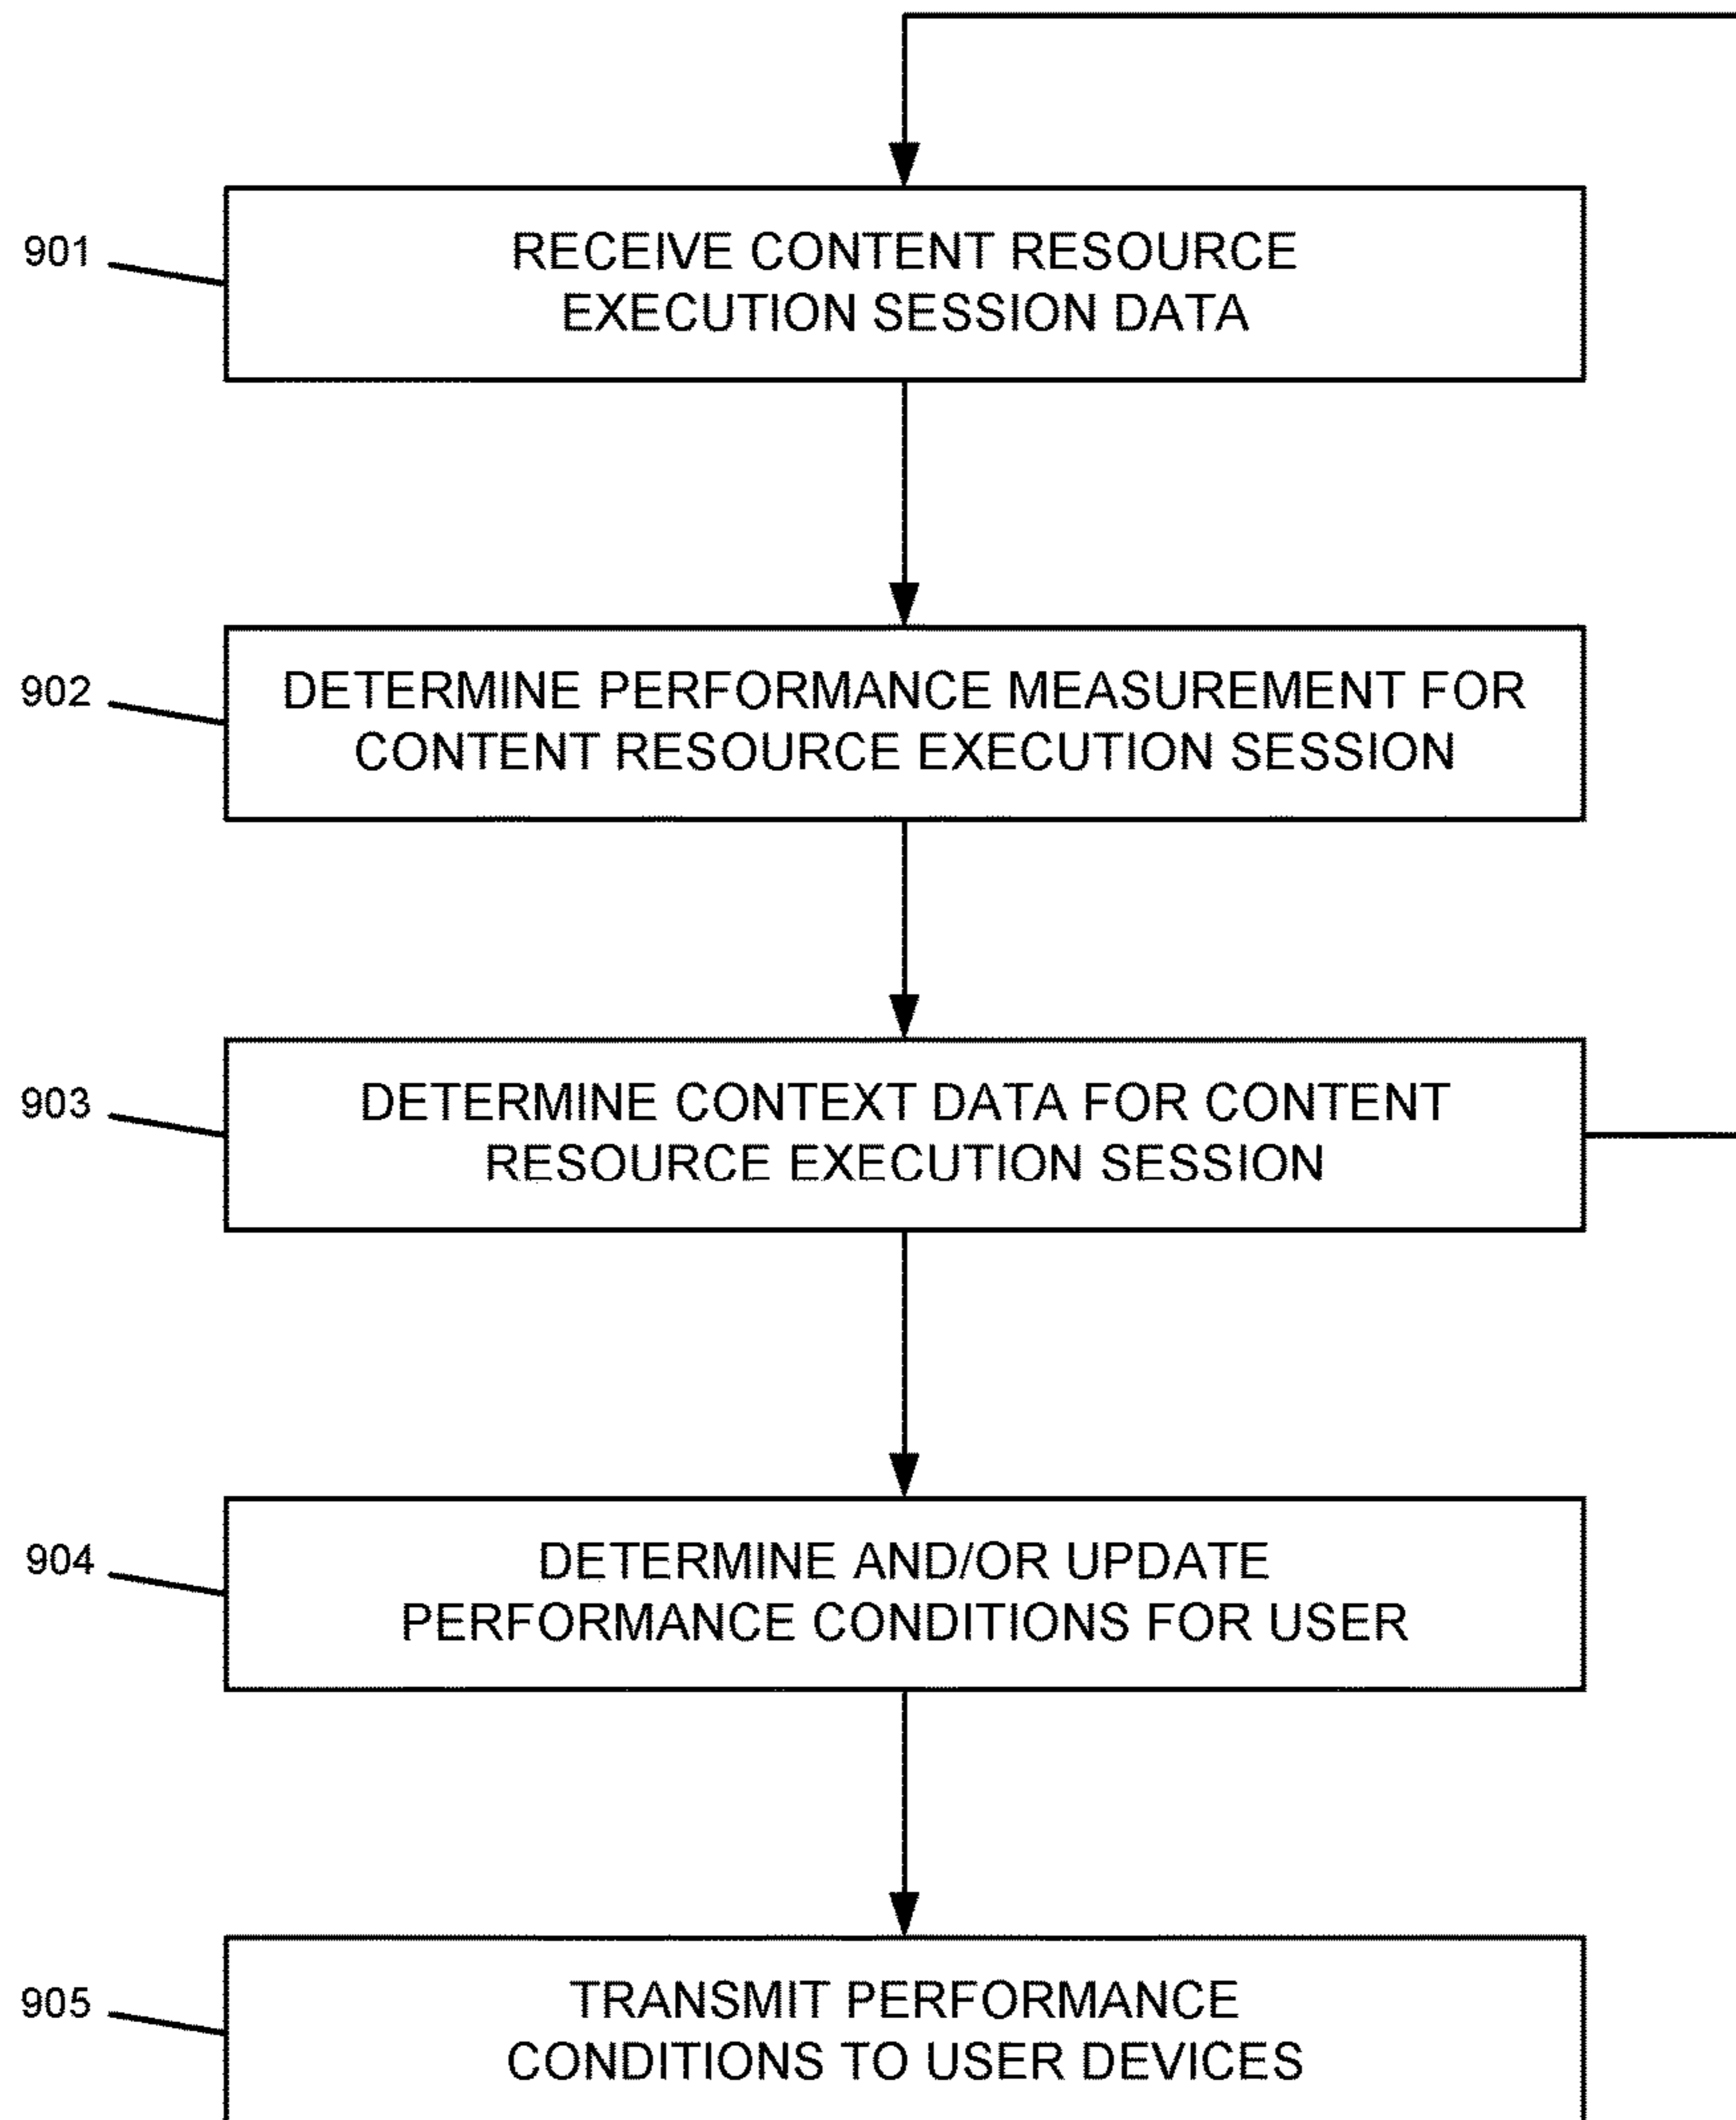 901
RECEIVE CONTENT RESOURCE
EXECUTION SESSION DATA
902
DETERMINE PERFORMANCE MEASUREMENT FOR
CONTENT RESOURCE EXECUTION SESSION
903
DETERMINE CONTEXT DATA FOR CONTENT
RESOURCE EXECUTION SESSION
904
DETERMINE AND/OR UPDATE
PERFORMANCE CONDITIONS FOR USER
905
TRANSMIT PERFORMANCE
CONDITIONS TO USER DEVICES